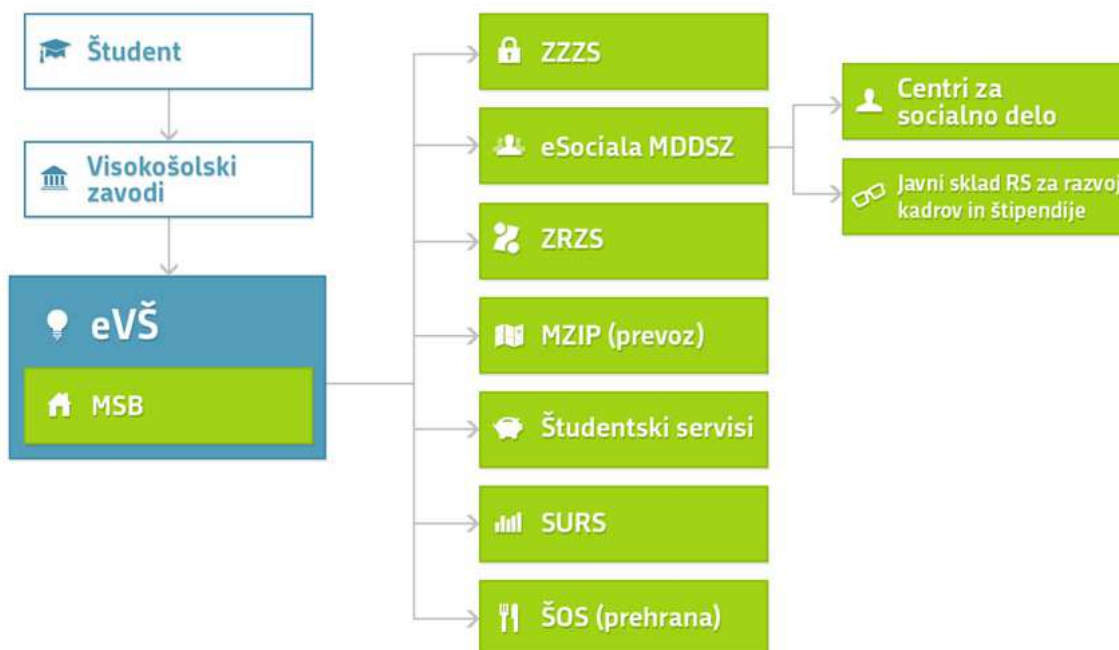 Študent
Visokošolski
zavodi
eVŠ
MSB
ZZZS
eSociala MDDSZ
ZRZS
MZIP (prevoz)
Študentski servisi
SURS
ŠOS (prehrana)
Centri za
socialno delo
Javni sklad RS za razvoj
kadrov in štipendije